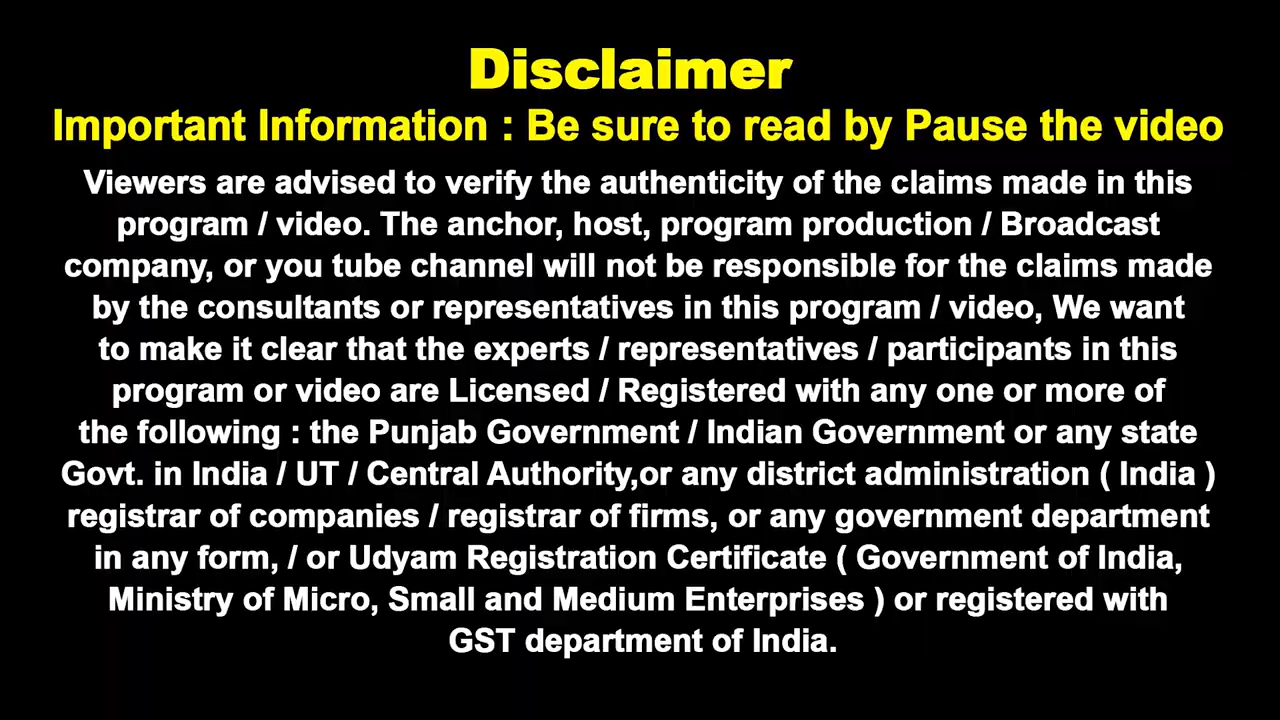 Disclaimer
Important Information : Be sure to read by Pause the video
Viewers are advised to verify the authenticity of the claims made in this
program / video. The anchor, host, program production / Broadcast
company, or you tube channel will not be responsible for the claims made
by the consultants or representatives in this program / video, We want
to make it clear that the experts / representatives / participants in this
program or video are Licensed / Registered with any one or more of
the following : the Punjab Government / Indian Government or any state
Govt. in India / UT / Central Authority,or any district administration ( India )
registrar of companies / registrar of firms, or any government department
in any form, / or Udyam Registration Certificate ( Government of India,
Ministry of Micro, Small and Medium Enterprises ) or registered with
GST department of India.